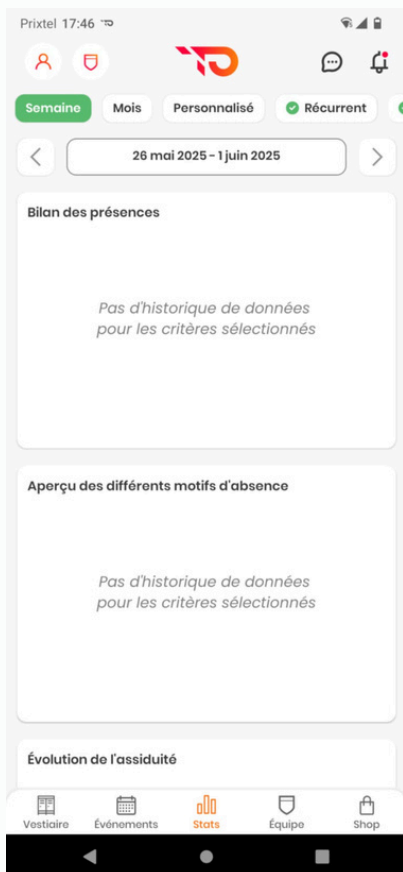 Prixtel 17:46
Semaine Mois Personnalisé Récurrent
26 mai 2025 - 1 juin 2025
Bilan des présences
Pas d'historique de données
pour les critères sélectionnés
Aperçu des différents motifs d'absence
Pas d'historique de données
pour les critères sélectionnés
Évolution de l'assiduité
Vestiaire Événements Stats Équipe Shop